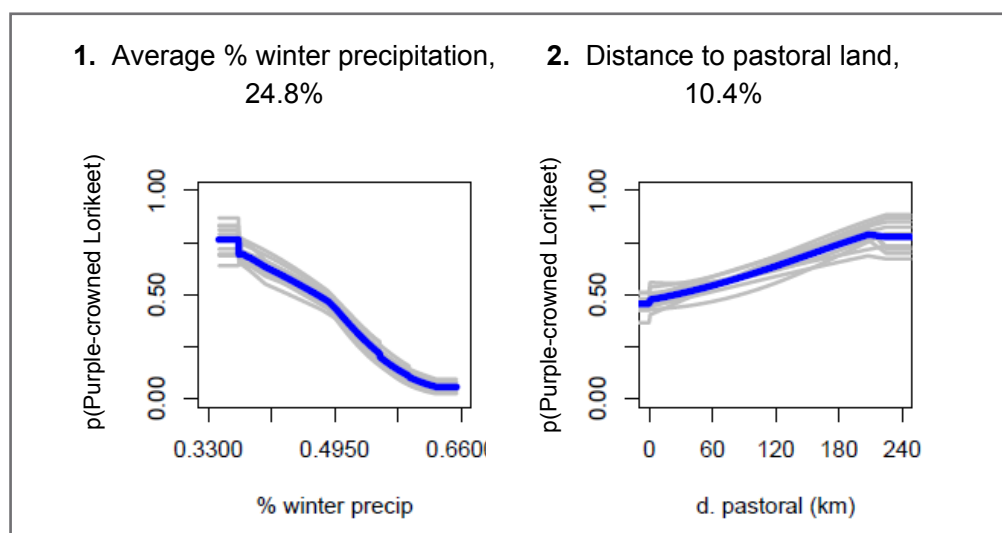 1. Average % winter precipitation,
24.8%
p(Purple-crowned Lorikeet)
1.00
0.50
0.00
0.3300 0.4950 0.660
% winter precip
2. Distance to pastoral land,
10.4%
p(Purple-crowned Lorikeet)
1.00
0.50
0.00
0 60 120 180 240
d. pastoral (km)